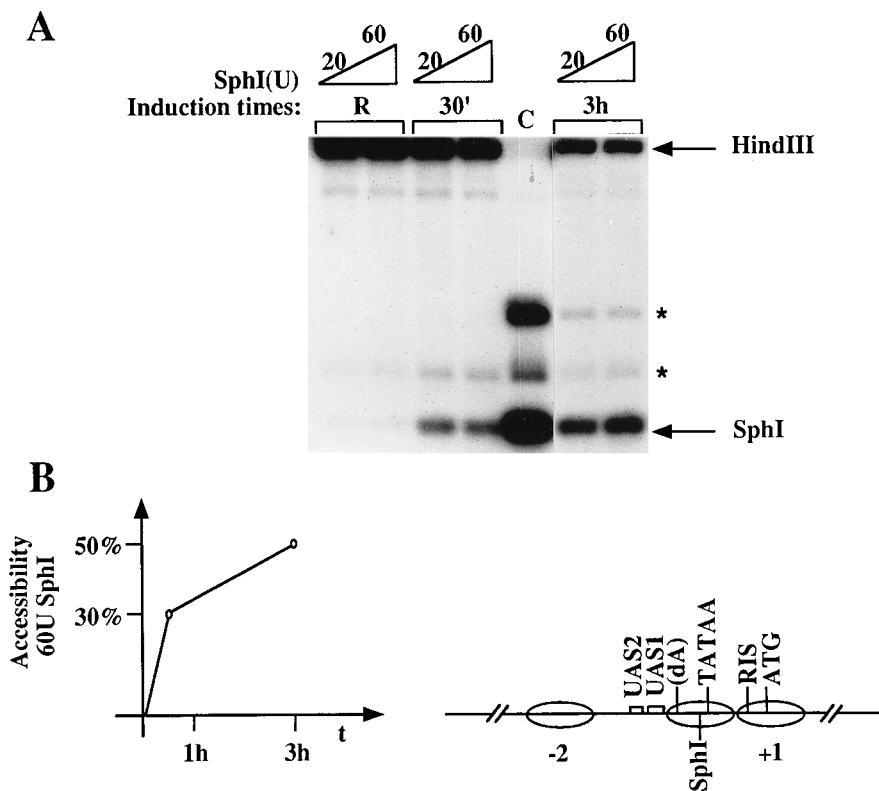 A
60 60 60
20 20 20
SphI(U)
Induction times: R 30' C 3h
HindIII
*
*
SphI
B
Accessibility
60U SphI
50%
30%
1h 3h t
UAS2 UAS1 (dA) TATAA RIS ATG
-2 SphI +1